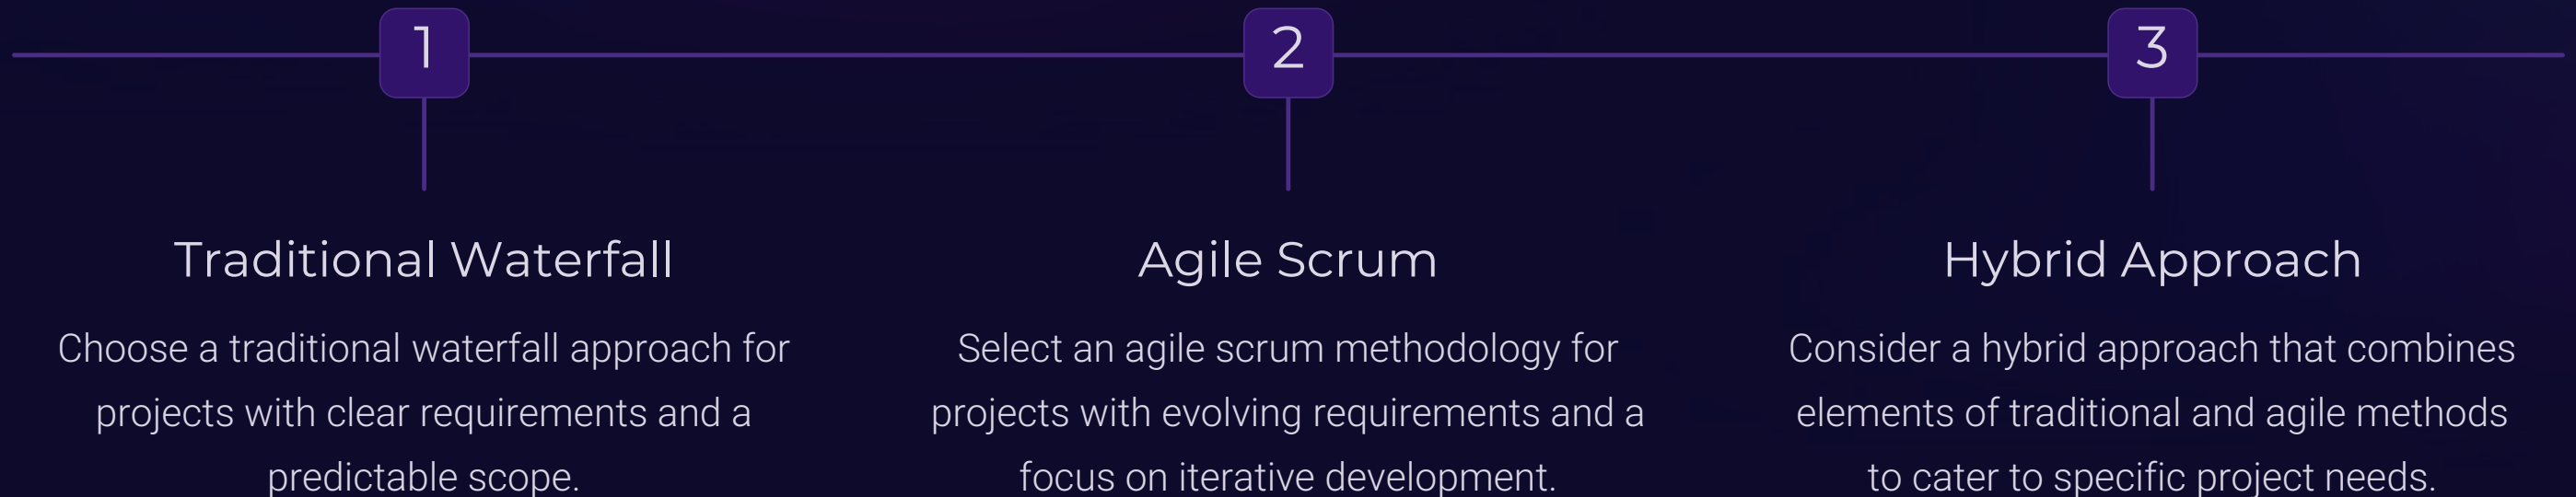 1
2
3
Traditional Waterfall
Choose a traditional waterfall approach for
projects with clear requirements and a
predictable scope.
Agile Scrum
Select an agile scrum methodology for
projects with evolving requirements and a
focus on iterative development.
Hybrid Approach
Consider a hybrid approach that combines
elements of traditional and agile methods
to cater to specific project needs.